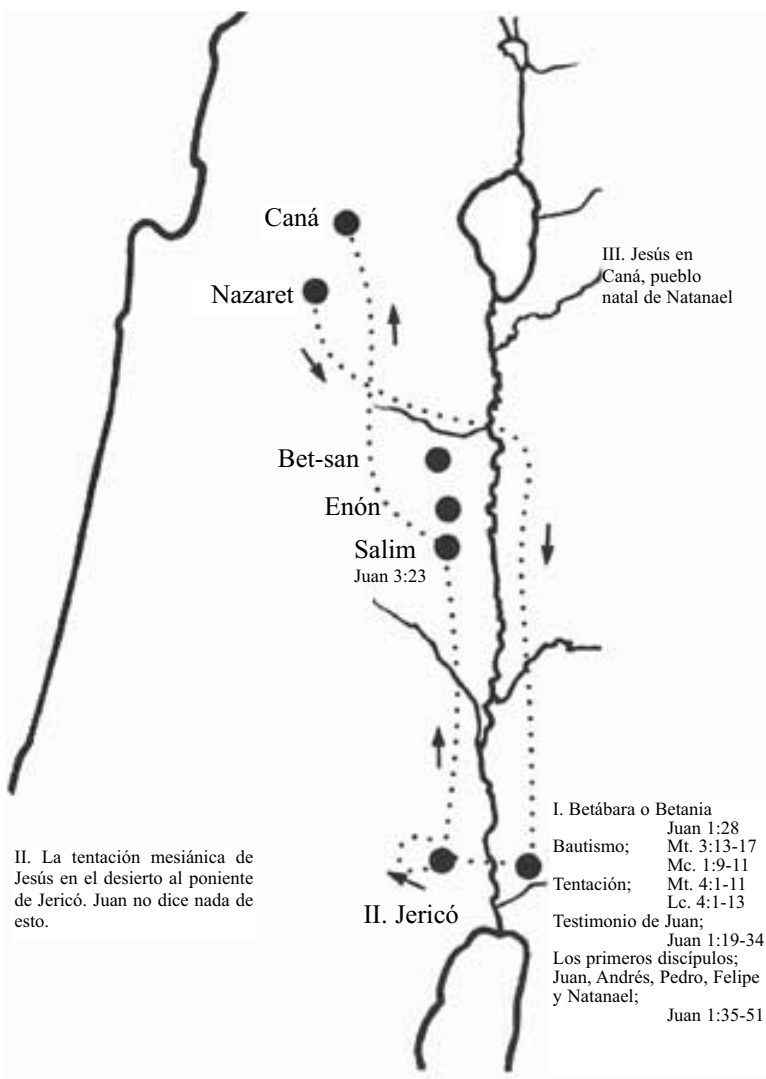 Caná
Nazaret
III. Jesús en
Caná, pueblo
natal de Natanael
Bet-san
Enón
Salim
Juan 3:23
II. La tentación mesiánica de
Jesús en el desierto al poniente
de Jericó. Juan no dice nada de
esto.
II. Jericó
I. Betábara o Betania
Juan 1:28
Bautismo; Mt. 3:13-17
Mc. 1:9-11
Tentación; Mt. 4:1-11
Lc. 4:1-13
Testimonio de Juan;
Juan 1:19-34
Los primeros discípulos;
Juan, Andrés, Pedro, Felipe
y Natanael;
Juan 1:35-51